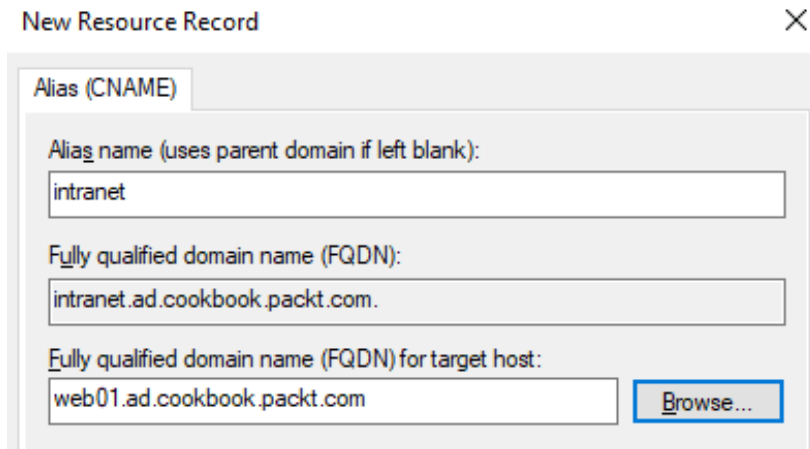 New Resource Record
Alias (CNAME)
Alias name (uses parent domain if left blank):
intranet
Fully qualified domain name (FQDN):
intranet.ad.cookbook.packt.com.
Fully qualified domain name (FQDN) for target host:
web01.ad.cookbook.packt.com
Browse...